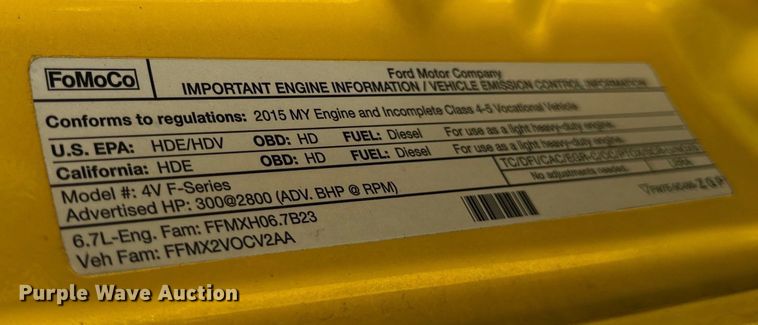 FoMoCo
Ford Motor Company
IMPORTANT ENGINE INFORMATION / VEHICLE EMISSION CONTROL INFORMATION
Conforms to regulations: 2015 MY Engine and Incomplete Class 4-5 Vocational Vehicle
U.S. EPA: HDE/HDV OBD: HD FUEL: Diesel For use as a light heavy-duty engine.
California: HDE OBD: HD FUEL: Diesel For use as a light heavy-duty engine.
Model #: 4V F-Series
Advertised HP: 300@2800 (ADV. BHP @ RPM)
No adjustments needed.
6.7L-Eng. Fam: FFMXH06.7B23
Veh Fam: FFMX2VOCV2AA
Purple Wave Auction